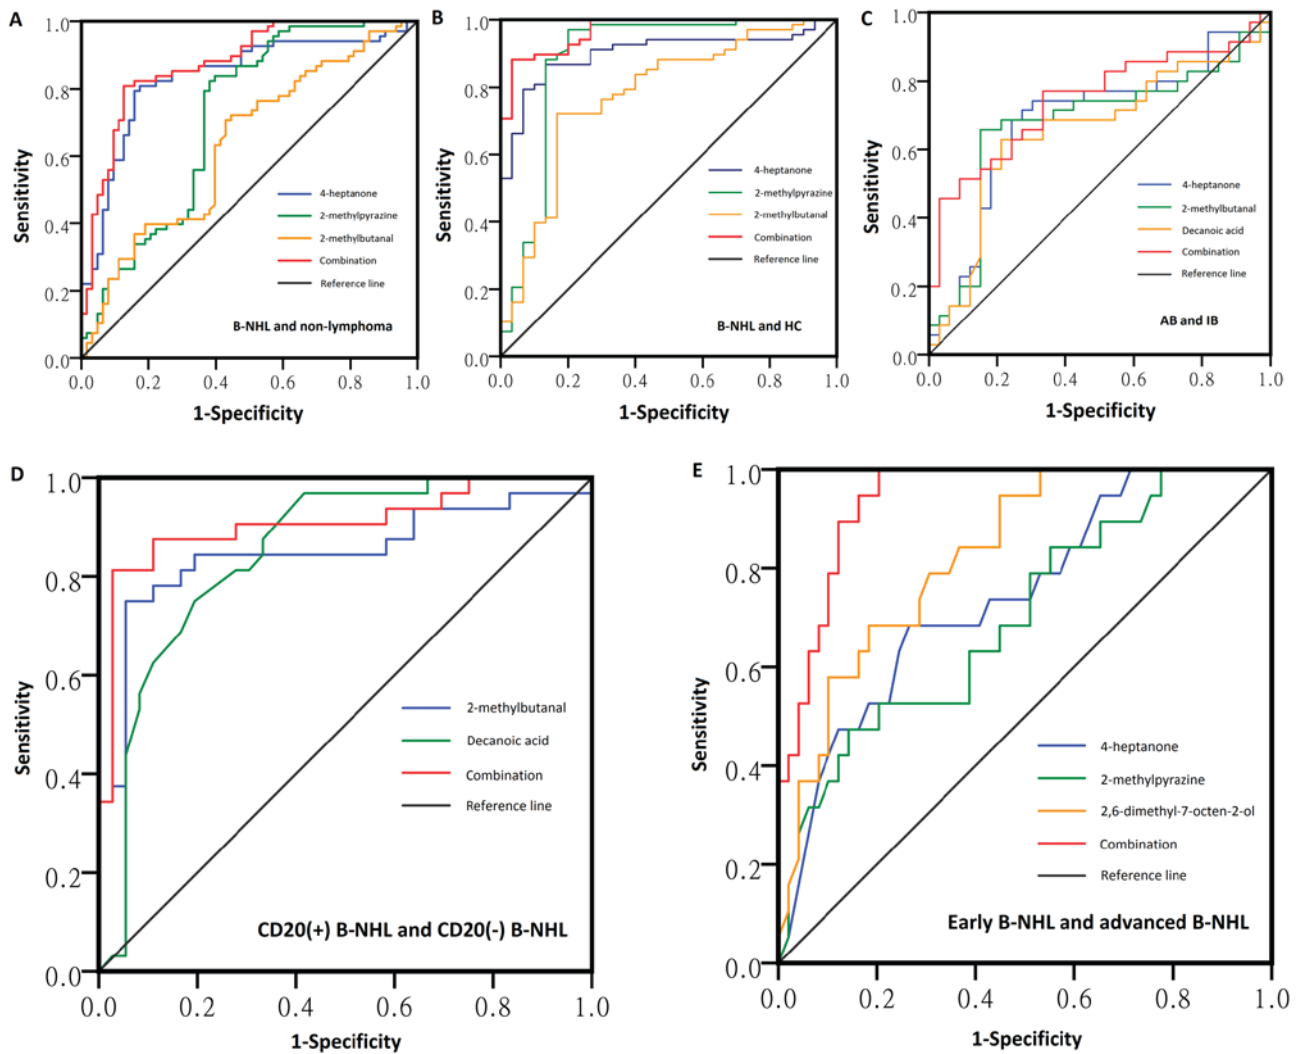 A
1.0
0.8
0.6
0.4
0.2
0.0
Sensitivity
4-heptanone
2-methylpyrazine
2-methylbutanal
Combination
Reference line
B-NHL and non-lymphoma
0.0 0.2 0.4 0.6 0.8 1.0
1-Specificity
B
1.0
0.8
0.6
0.4
0.2
0.0
Sensitivity
4-heptanone
2-methylpyrazine
2-methylbutanal
Combination
Reference line
B-NHL and HC
0.0 0.2 0.4 0.6 0.8 1.0
1-Specificity
C
1.0
0.8
0.6
0.4
0.2
0.0
Sensitivity
4-heptanone
2-methylbutanal
Decanoic acid
Combination
Reference line
AB and IB
0.0 0.2 0.4 0.6 0.8 1.0
1-Specificity
D
1.0
0.8
0.6
0.4
0.2
0.0
Sensitivity
2-methylbutanal
Decanoic acid
Combination
Reference line
CD20(+) B-NHL and CD20(-) B-NHL
0.0 0.2 0.4 0.6 0.8 1.0
1-Specificity
E
1.0
0.8
0.6
0.4
0.2
0.0
Sensitivity
4-heptanone
2-methylpyrazine
2,6-dimethyl-7-octen-2-ol
Combination
Reference line
Early B-NHL and advanced B-NHL
0.0 0.2 0.4 0.6 0.8 1.0
1-Specificity